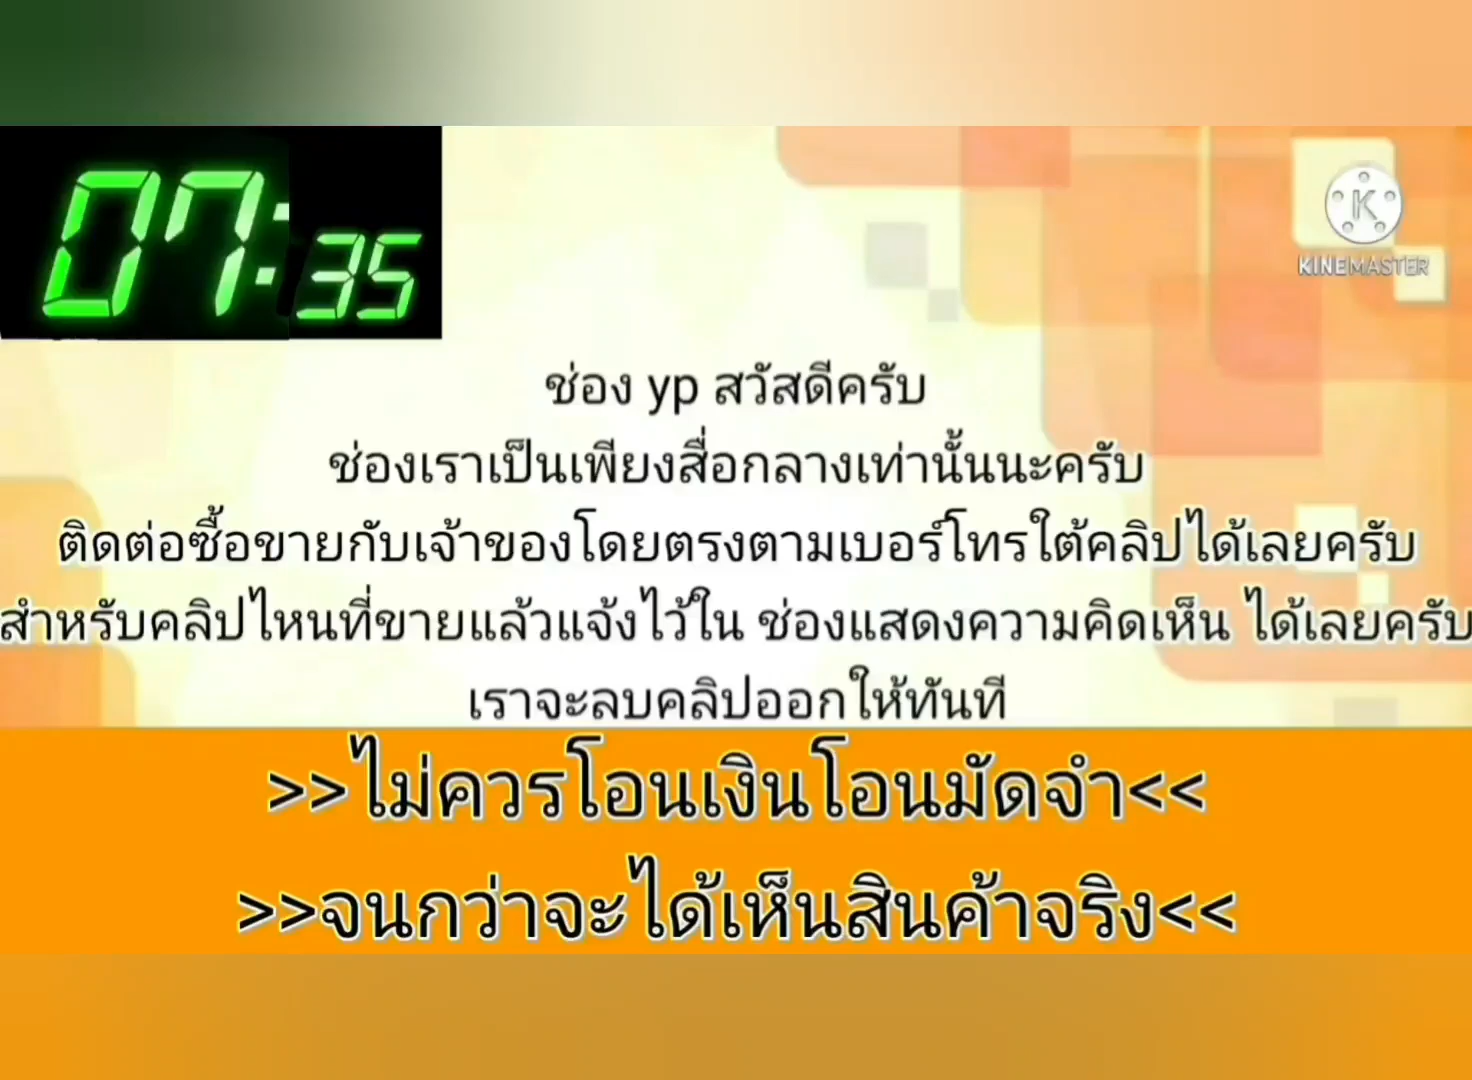 07:35
KINEMASTER
ช่อง yp สวัสดีครับ
ช่องเราเป็นเพียงสื่อกลางเท่านั้นนะครับ
ติดต่อซื้อขายกับเจ้าของโดยตรงตามเบอร์โทรใต้คลิปได้เลยครับ
สำหรับคลิปไหนที่ขายแล้วแจ้งไว้ใน ช่องแสดงความคิดเห็น ได้เลยครับ
เราจะลบคลิปออกให้ทันที
>>ไม่ควรโอนเงินโอนมัดจำ<<
>>จนกว่าจะได้เห็นสินค้าจริง<<